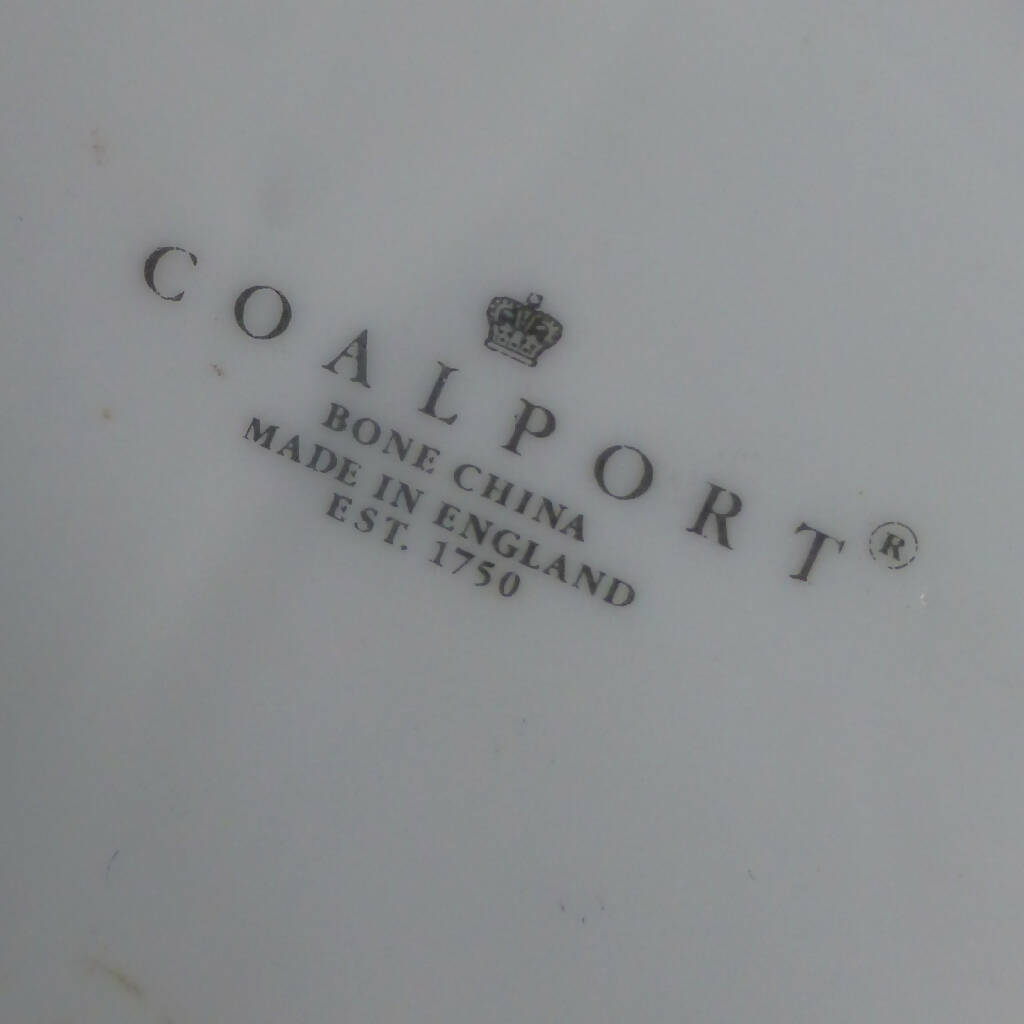 COALPORT®
BONE CHINA
MADE IN ENGLAND
EST. 1750